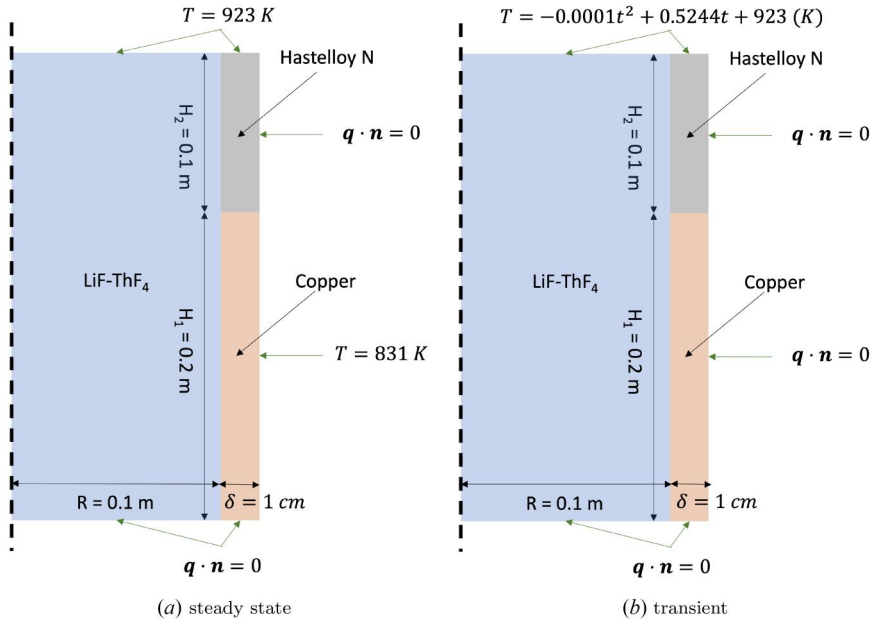 T = 923 K
Hastelloy N
H₂ = 0.1 m
q · n = 0
LiF-ThF₄
Copper
H₁ = 0.2 m
T = 831 K
R = 0.1 m
δ = 1 cm
q · n = 0
(a) steady state
T = −0.0001t² + 0.5244t + 923 (K)
Hastelloy N
H₂ = 0.1 m
q · n = 0
LiF-ThF₄
Copper
H₁ = 0.2 m
q · n = 0
R = 0.1 m
δ = 1 cm
q · n = 0
(b) transient